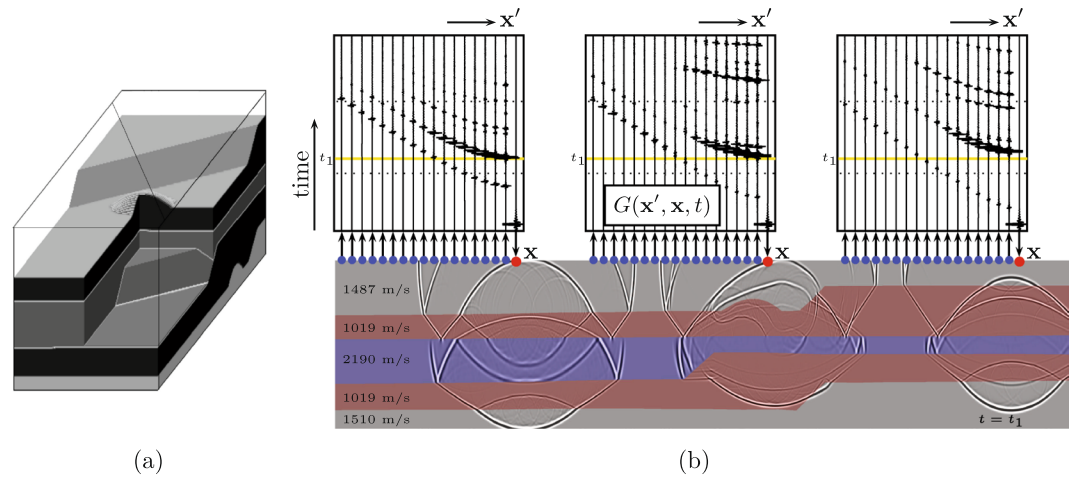 x′ x′ x′
time
t₁ t₁ t₁
G(x′, x, t)
x x x
1487 m/s
1019 m/s
2190 m/s
1019 m/s
1510 m/s
t = t₁
(a) (b)